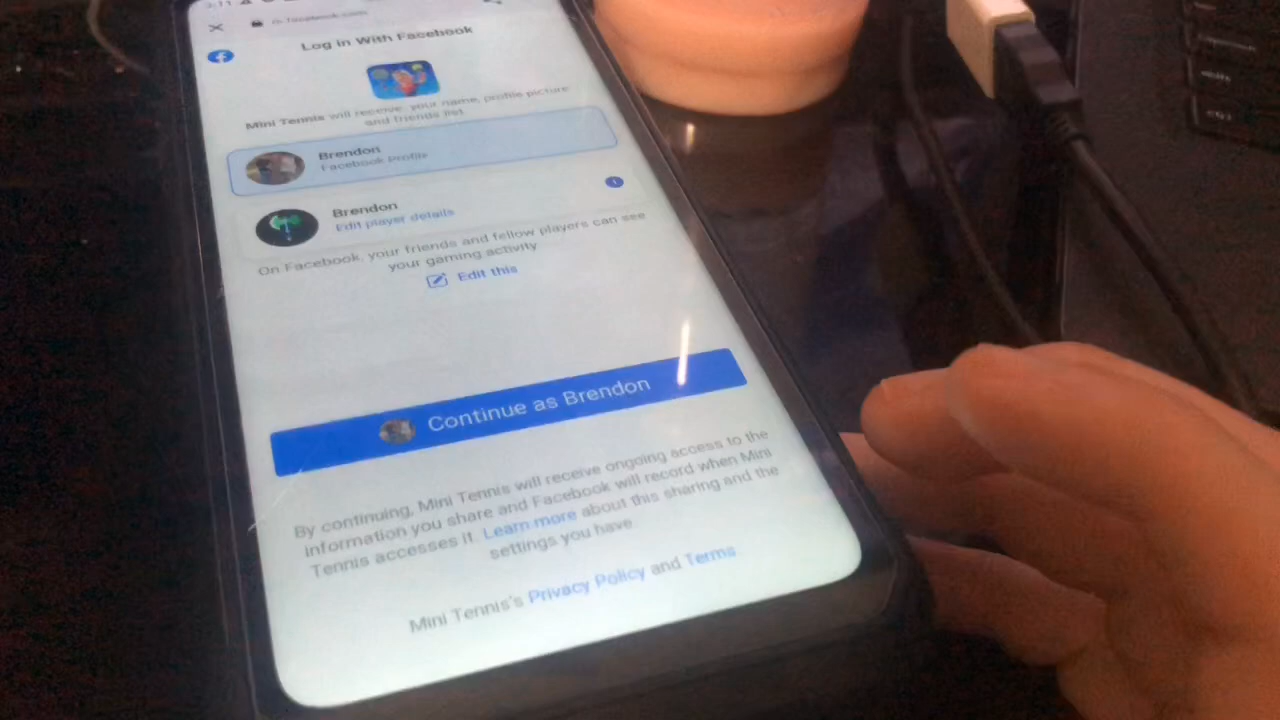 3:11
m.facebook.com
Log in With Facebook
Mini Tennis will receive: your name, profile picture
and friends list.
Brendon
Facebook Profile
Brendon
Edit player details
On Facebook, your friends and fellow players can see
your gaming activity
Edit this
Continue as Brendon
By continuing, Mini Tennis will receive ongoing access to the
information you share and Facebook will record when Mini
Tennis accesses it. Learn more about this sharing and the
settings you have
Mini Tennis's Privacy Policy and Terms